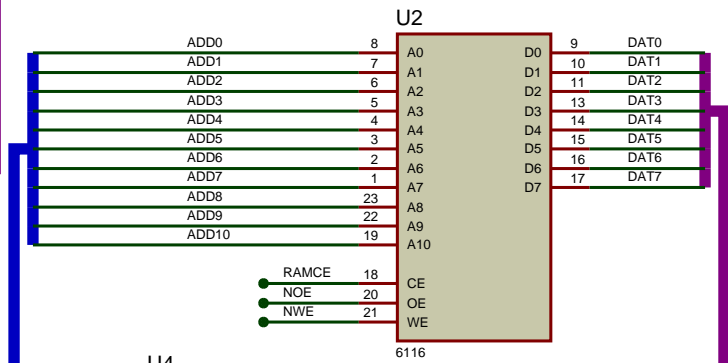 U2
ADD0 8 A0 D0 9 DAT0
ADD1 7 A1 D1 10 DAT1
ADD2 6 A2 D2 11 DAT2
ADD3 5 A3 D3 13 DAT3
ADD4 4 A4 D4 14 DAT4
ADD5 3 A5 D5 15 DAT5
ADD6 2 A6 D6 16 DAT6
ADD7 1 A7 D7 17 DAT7
ADD8 23 A8
ADD9 22 A9
ADD10 19 A10
RAMCE 18 CE
NOE 20 OE
NWE 21 WE
6116
U4